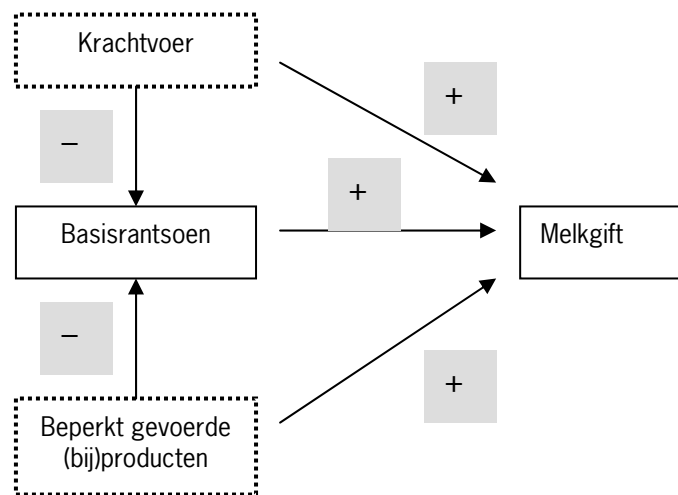 Krachtvoer
+
−
+
Basisrantsoen
Melkgift
−
+
Beperkt gevoerde
(bij)producten